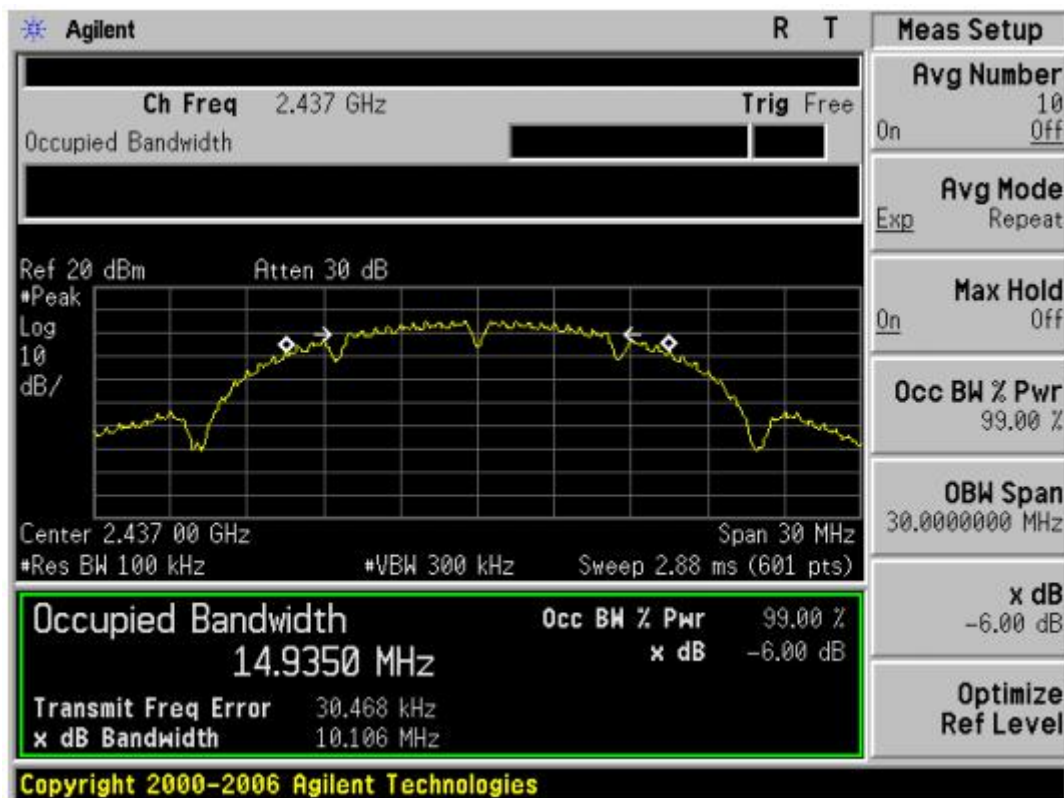 Agilent R T
Ch Freq 2.437 GHz Trig Free
Occupied Bandwidth
Ref 20 dBm Atten 30 dB
#Peak
Log
10
dB/
Center 2.437 00 GHz Span 30 MHz
#Res BW 100 kHz #VBW 300 kHz Sweep 2.88 ms (601 pts)
Occupied Bandwidth
14.9350 MHz
Occ BW % Pwr 99.00 %
x dB -6.00 dB
Transmit Freq Error 30.468 kHz
x dB Bandwidth 10.106 MHz
Copyright 2000-2006 Agilent Technologies
Meas Setup
Avg Number
10
On Off
Avg Mode
Exp Repeat
Max Hold
On Off
Occ BW % Pwr
99.00 %
OBW Span
30.0000000 MHz
x dB
-6.00 dB
Optimize
Ref Level